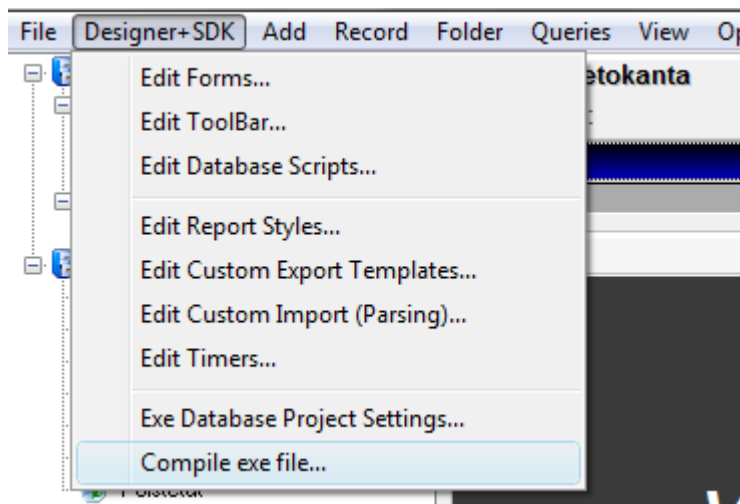 File Designer+SDK Add Record Folder Queries View
Edit Forms...
etokanta
Edit ToolBar...
Edit Database Scripts...
Edit Report Styles...
Edit Custom Export Templates...
Edit Custom Import (Parsing)...
Edit Timers...
Exe Database Project Settings...
Compile exe file...